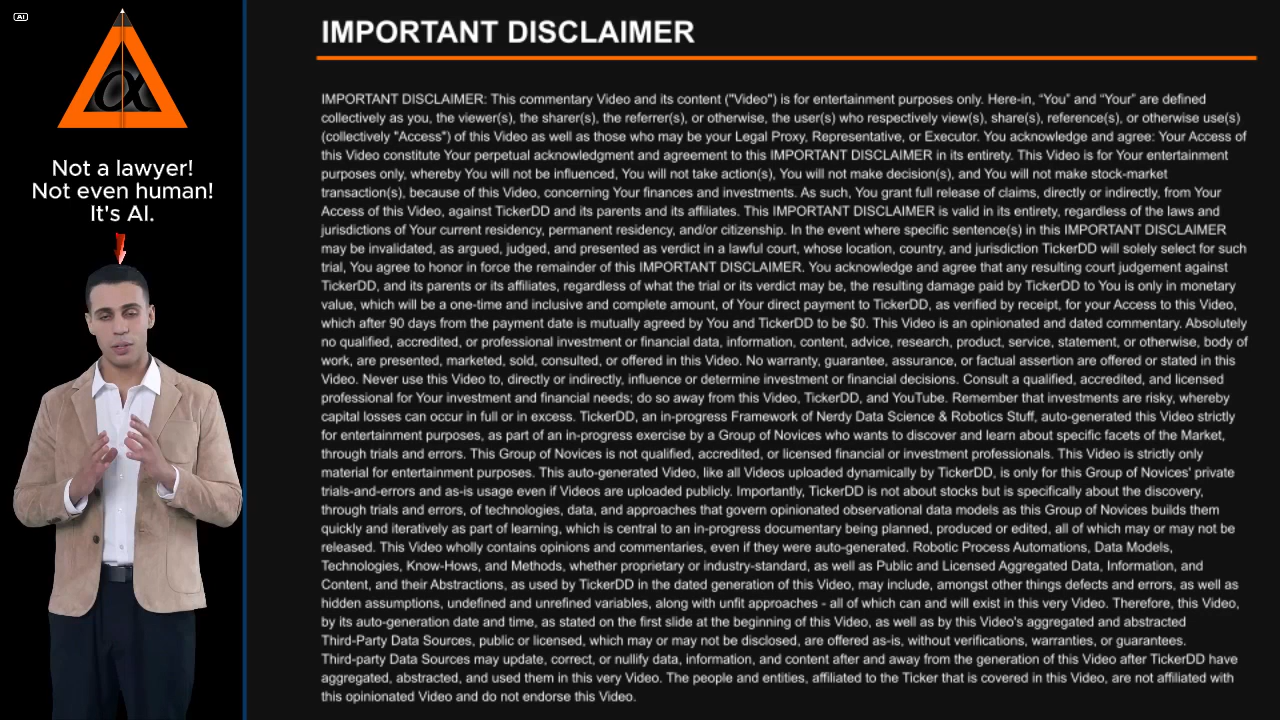 AI
α
Not a lawyer!
Not even human!
It's AI.
IMPORTANT DISCLAIMER
IMPORTANT DISCLAIMER: This commentary Video and its content ("Video") is for entertainment purposes only. Here-in, “You” and “Your” are defined
collectively as you, the viewer(s), the sharer(s), the referrer(s), or otherwise, the user(s) who respectively view(s), share(s), reference(s), or otherwise use(s)
(collectively "Access") of this Video as well as those who may be your Legal Proxy, Representative, or Executor. You acknowledge and agree: Your Access of
this Video constitute Your perpetual acknowledgment and agreement to this IMPORTANT DISCLAIMER in its entirety. This Video is for Your entertainment
purposes only, whereby You will not be influenced, You will not take action(s), You will not make decision(s), and You will not make stock-market
transaction(s), because of this Video, concerning Your finances and investments. As such, You grant full release of claims, directly or indirectly, from Your
Access of this Video, against TickerDD and its parents and its affiliates. This IMPORTANT DISCLAIMER is valid in its entirety, regardless of the laws and
jurisdictions of Your current residency, permanent residency, and/or citizenship. In the event where specific sentence(s) in this IMPORTANT DISCLAIMER
may be invalidated, as argued, judged, and presented as verdict in a lawful court, whose location, country, and jurisdiction TickerDD will solely select for such
trial, You agree to honor in force the remainder of this IMPORTANT DISCLAIMER. You acknowledge and agree that any resulting court judgement against
TickerDD, and its parents or its affiliates, regardless of what the trial or its verdict may be, the resulting damage paid by TickerDD to You is only in monetary
value, which will be a one-time and inclusive and complete amount, of Your direct payment to TickerDD, as verified by receipt, for your Access to this Video,
which after 90 days from the payment date is mutually agreed by You and TickerDD to be $0. This Video is an opinionated and dated commentary. Absolutely
no qualified, accredited, or professional investment or financial data, information, content, advice, research, product, service, statement, or otherwise, body of
work, are presented, marketed, sold, consulted, or offered in this Video. No warranty, guarantee, assurance, or factual assertion are offered or stated in this
Video. Never use this Video to, directly or indirectly, influence or determine investment or financial decisions. Consult a qualified, accredited, and licensed
professional for Your investment and financial needs; do so away from this Video, TickerDD, and YouTube. Remember that investments are risky, whereby
capital losses can occur in full or in excess. TickerDD, an in-progress Framework of Nerdy Data Science & Robotics Stuff, auto-generated this Video strictly
for entertainment purposes, as part of an in-progress exercise by a Group of Novices who wants to discover and learn about specific facets of the Market,
through trials and errors. This Group of Novices is not qualified, accredited, or licensed financial or investment professionals. This Video is strictly only
material for entertainment purposes. This auto-generated Video, like all Videos uploaded dynamically by TickerDD, is only for this Group of Novices' private
trials-and-errors and as-is usage even if Videos are uploaded publicly. Importantly, TickerDD is not about stocks but is specifically about the discovery,
through trials and errors, of technologies, data, and approaches that govern opinionated observational data models as this Group of Novices builds them
quickly and iteratively as part of learning, which is central to an in-progress documentary being planned, produced or edited, all of which may or may not be
released. This Video wholly contains opinions and commentaries, even if they were auto-generated. Robotic Process Automations, Data Models,
Technologies, Know-Hows, and Methods, whether proprietary or industry-standard, as well as Public and Licensed Aggregated Data, Information, and
Content, and their Abstractions, as used by TickerDD in the dated generation of this Video, may include, amongst other things defects and errors, as well as
hidden assumptions, undefined and unrefined variables, along with unfit approaches - all of which can and will exist in this very Video. Therefore, this Video,
by its auto-generation date and time, as stated on the first slide at the beginning of this Video, as well as by this Video's aggregated and abstracted
Third-Party Data Sources, public or licensed, which may or may not be disclosed, are offered as-is, without verifications, warranties, or guarantees.
Third-party Data Sources may update, correct, or nullify data, information, and content after and away from the generation of this Video after TickerDD have
aggregated, abstracted, and used them in this very Video. The people and entities, affiliated to the Ticker that is covered in this Video, are not affiliated with
this opinionated Video and do not endorse this Video.